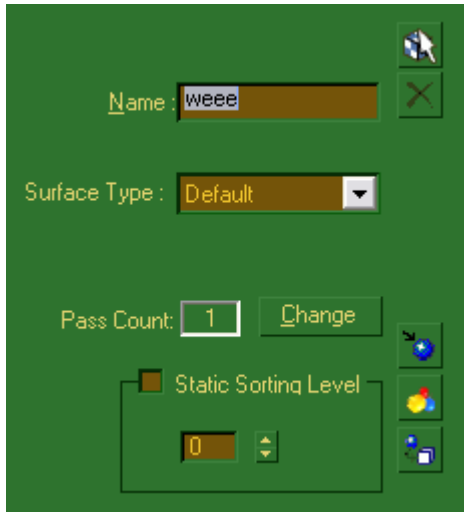 Name : weee
Surface Type : Default
Pass Count: 1 Change
Static Sorting Level
0